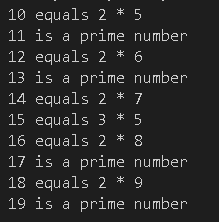 10 equals 2 * 5
11 is a prime number
12 equals 2 * 6
13 is a prime number
14 equals 2 * 7
15 equals 3 * 5
16 equals 2 * 8
17 is a prime number
18 equals 2 * 9
19 is a prime number